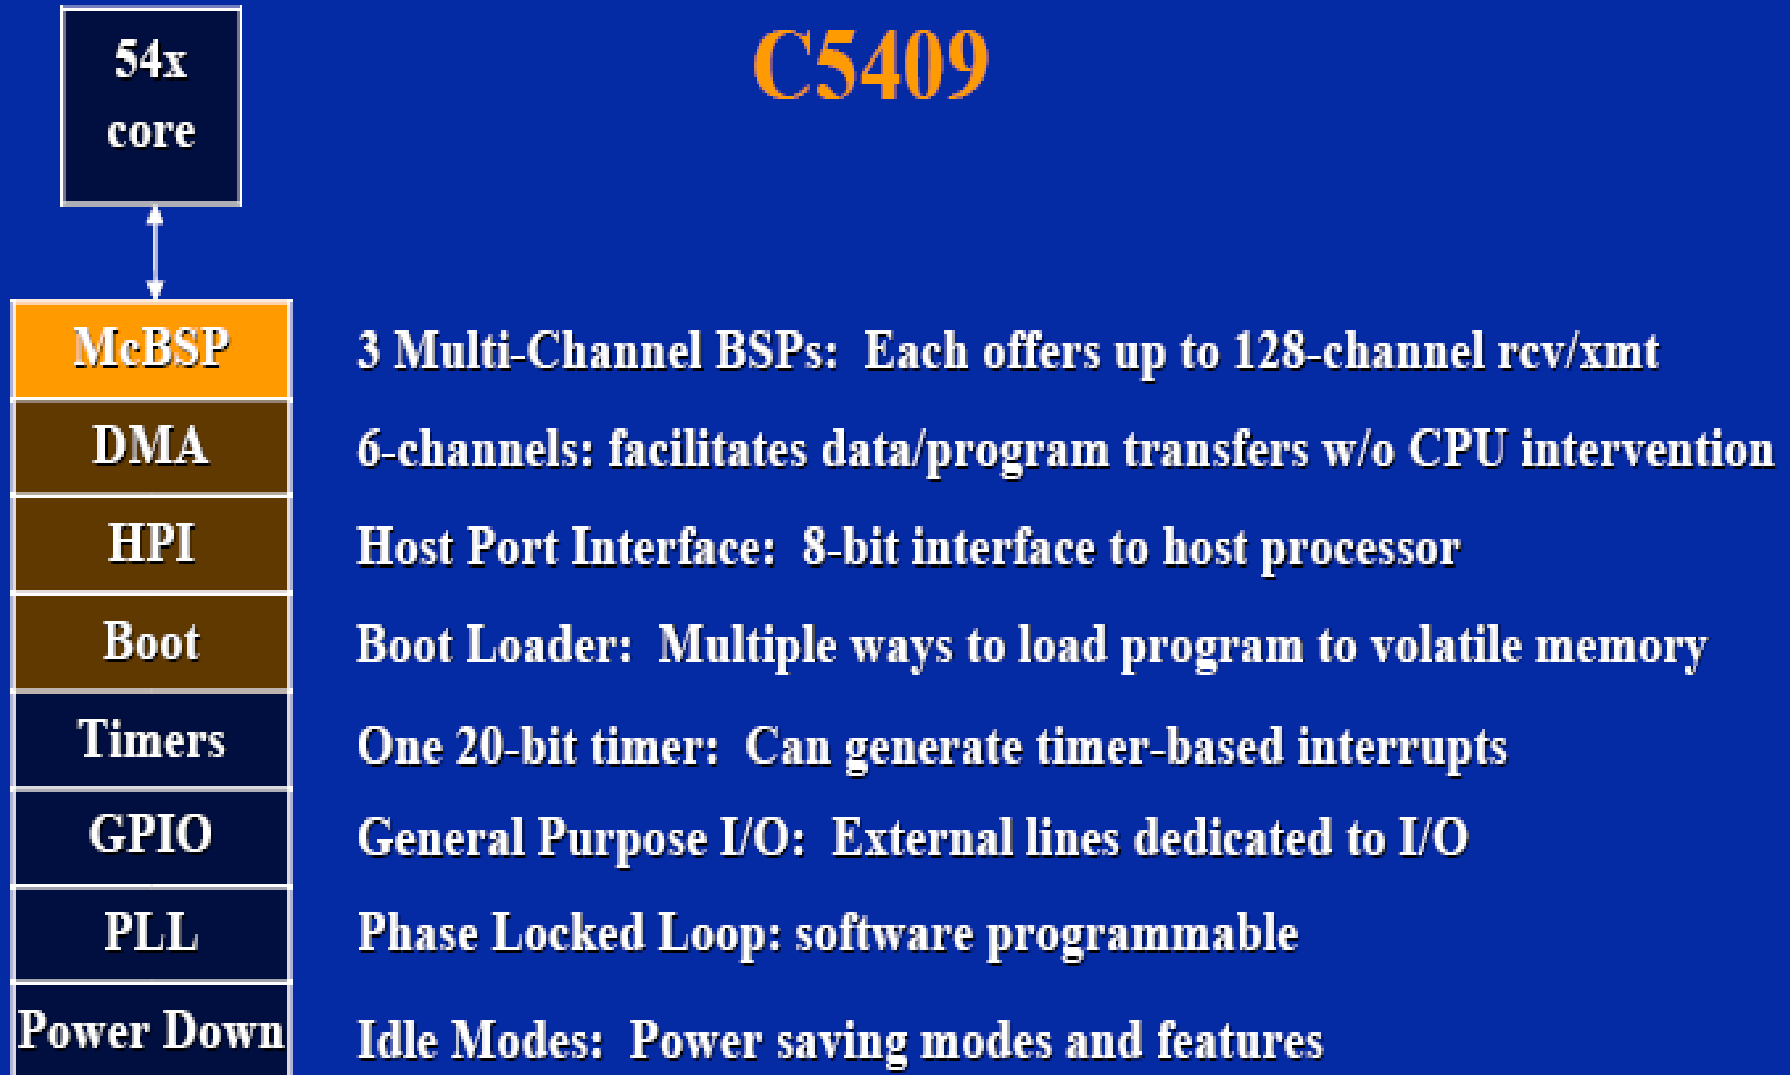 54x
core
C5409
McBSP
3 Multi-Channel BSPs: Each offers up to 128-channel rcv/xmt
DMA
6-channels: facilitates data/program transfers w/o CPU intervention
HPI
Host Port Interface: 8-bit interface to host processor
Boot
Boot Loader: Multiple ways to load program to volatile memory
Timers
One 20-bit timer: Can generate timer-based interrupts
GPIO
General Purpose I/O: External lines dedicated to I/O
PLL
Phase Locked Loop: software programmable
Power Down
Idle Modes: Power saving modes and features